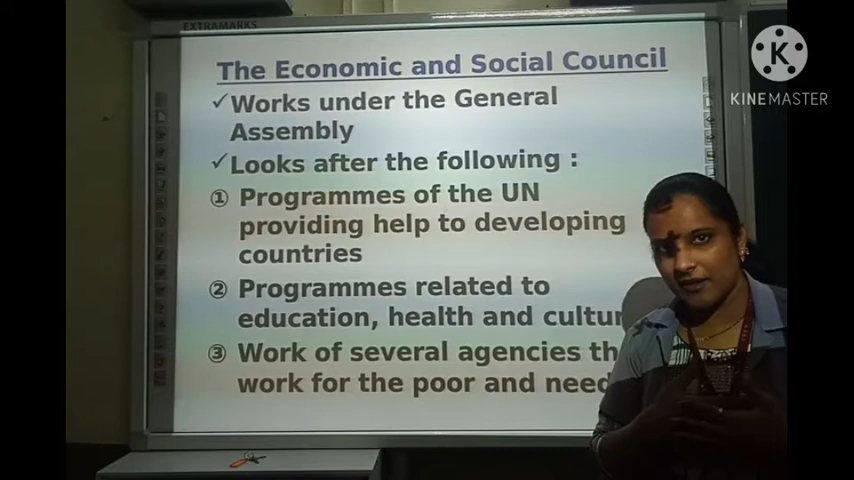 EXTRAMARKS
The Economic and Social Council
✓Works under the General
Assembly
✓Looks after the following :
① Programmes of the UN
providing help to developing
countries
② Programmes related to
education, health and cultur
③ Work of several agencies th
work for the poor and need
K
KINEMASTER